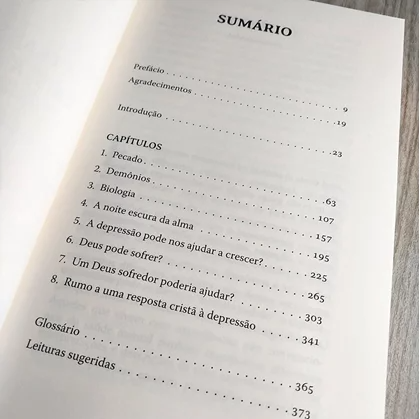 SUMÁRIO
Prefácio . . . . . . . . . . . . . . . . . . . . . . . 9
Agradecimentos . . . . . . . . . . . . . . . . . . . 19
Introdução . . . . . . . . . . . . . . . . . . . . . 23
CAPÍTULOS
1. Pecado . . . . . . . . . . . . . . . . . . . . . . 63
2. Demônios . . . . . . . . . . . . . . . . . . . . 107
3. Biologia . . . . . . . . . . . . . . . . . . . . . 157
4. A noite escura da alma . . . . . . . . . . . . . 195
5. A depressão pode nos ajudar a crescer? . . . . . 225
6. Deus pode sofrer? . . . . . . . . . . . . . . . . 265
7. Um Deus sofredor poderia ajudar? . . . . . . . . 303
8. Rumo a uma resposta cristã à depressão . . . . . 341
Glossário . . . . . . . . . . . . . . . . . . . . . 365
Leituras sugeridas . . . . . . . . . . . . . . . . . 373